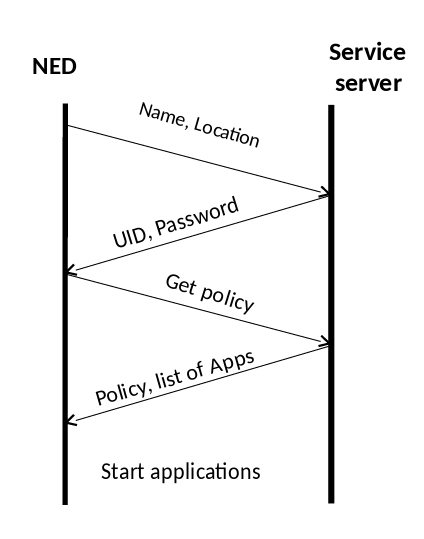 NED
Service
server
Name, Location
UID, Password
Get policy
Policy, list of Apps
Start applications